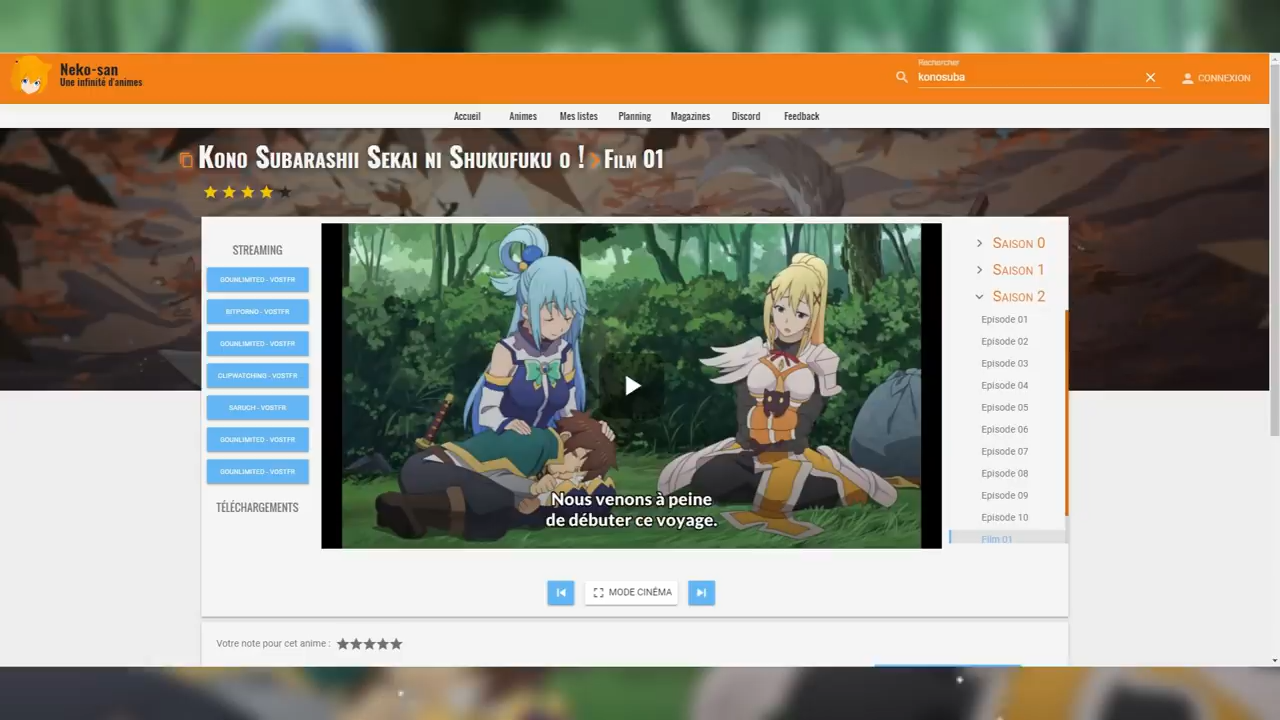 Neko-san
Une infinité d'animes
Rechercher
konosuba
CONNEXION
Accueil
Animes
Mes listes
Planning
Magazines
Discord
Feedback
Kono Subarashii Sekai ni Shukufuku o ! Film 01
STREAMING
GOUNLIMITED - VOSTFR
BITPORNO - VOSTFR
GOUNLIMITED - VOSTFR
CLIPWATCHING - VOSTFR
SARUCH - VOSTFR
GOUNLIMITED - VOSTFR
GOUNLIMITED - VOSTFR
TÉLÉCHARGEMENTS
Nous venons à peine
de débuter ce voyage.
Saison 0
Saison 1
Saison 2
Episode 01
Episode 02
Episode 03
Episode 04
Episode 05
Episode 06
Episode 07
Episode 08
Episode 09
Episode 10
Film 01
MODE CINÉMA
Votre note pour cet anime :